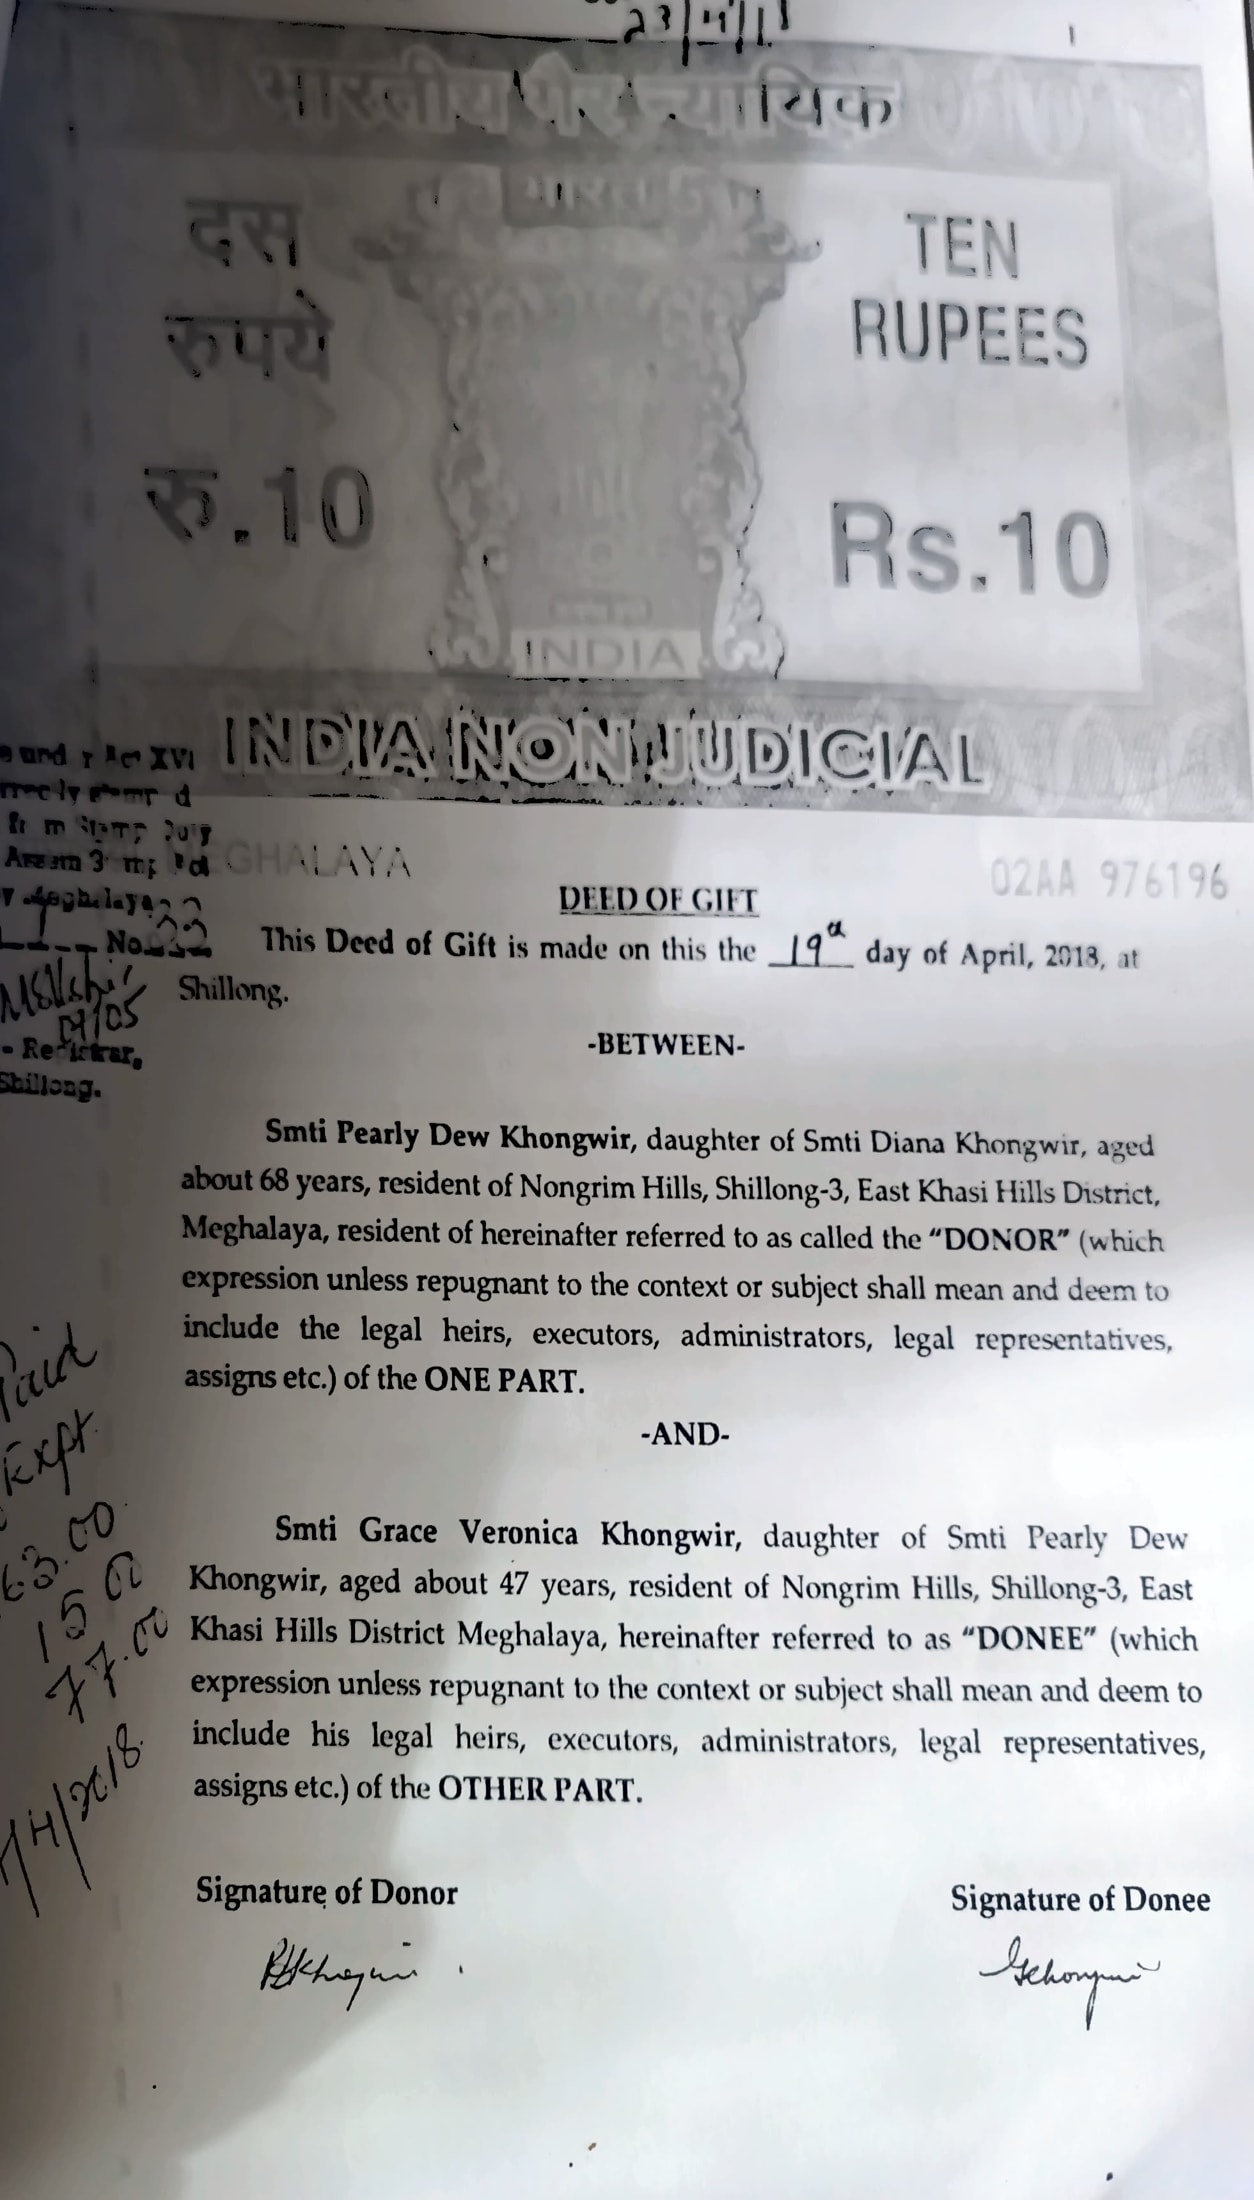 भारतीय गैर न्यायिक
भारत
दस
रुपये
TEN
RUPEES
रु.10
Rs.10
INDIA
INDIA NON JUDICIAL
XVI
MEGHALAYA
02AA 976196
DEED OF GIFT
No. 22
This Deed of Gift is made on this the 19th day of April, 2018, at
Shillong.
Registrar,
Shillong.
-BETWEEN-
Smti Pearly Dew Khongwir, daughter of Smti Diana Khongwir, aged
about 68 years, resident of Nongrim Hills, Shillong-3, East Khasi Hills District,
Meghalaya, resident of hereinafter referred to as called the “DONOR” (which
expression unless repugnant to the context or subject shall mean and deem to
include the legal heirs, executors, administrators, legal representatives,
assigns etc.) of the ONE PART.
-AND-
Smti Grace Veronica Khongwir, daughter of Smti Pearly Dew
Khongwir, aged about 47 years, resident of Nongrim Hills, Shillong-3, East
Khasi Hills District Meghalaya, hereinafter referred to as “DONEE” (which
expression unless repugnant to the context or subject shall mean and deem to
include his legal heirs, executors, administrators, legal representatives,
assigns etc.) of the OTHER PART.
Paid
Expt
63.00
15 00
77.00
/4/2018
Signature of Donor
Signature of Donee